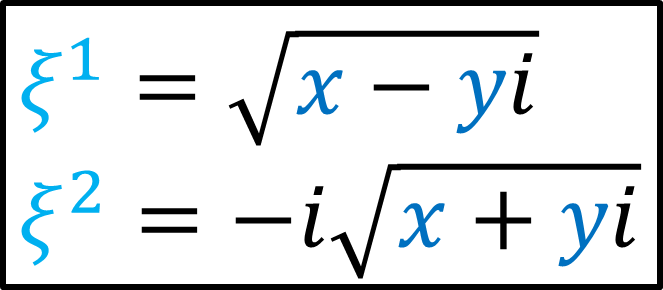 ξ¹ = √(x − yi)
ξ² = −i√(x + yi)